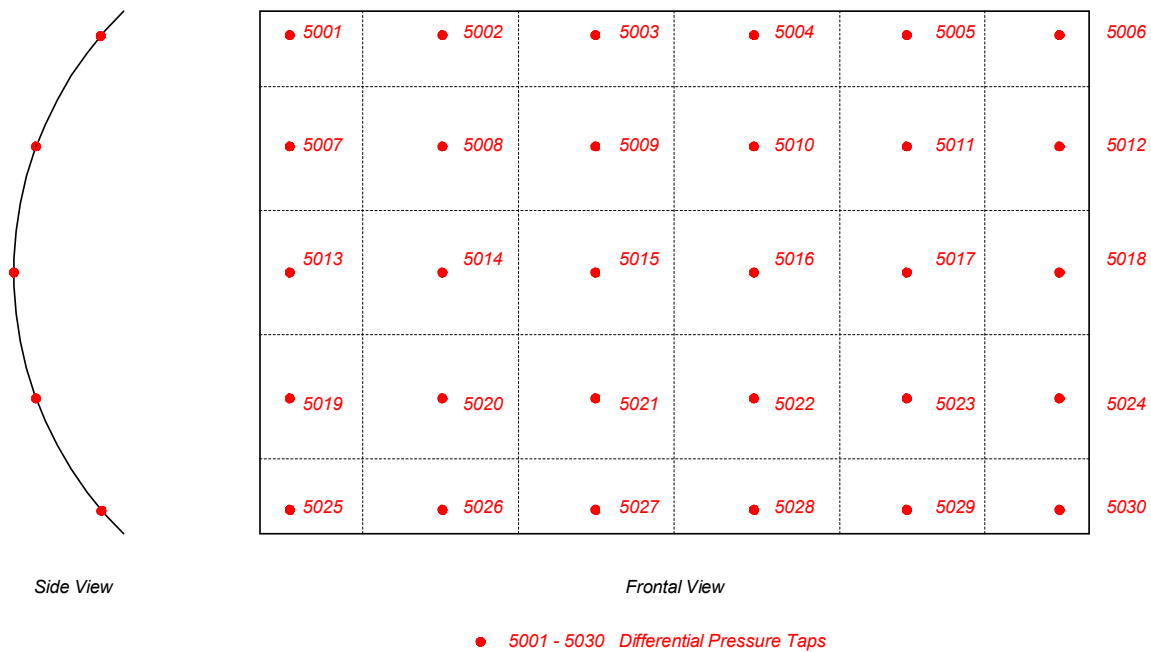 5001 5002 5003 5004 5005 5006
5007 5008 5009 5010 5011 5012
5013 5014 5015 5016 5017 5018
5019 5020 5021 5022 5023 5024
5025 5026 5027 5028 5029 5030
Side View Frontal View
5001 - 5030 Differential Pressure Taps